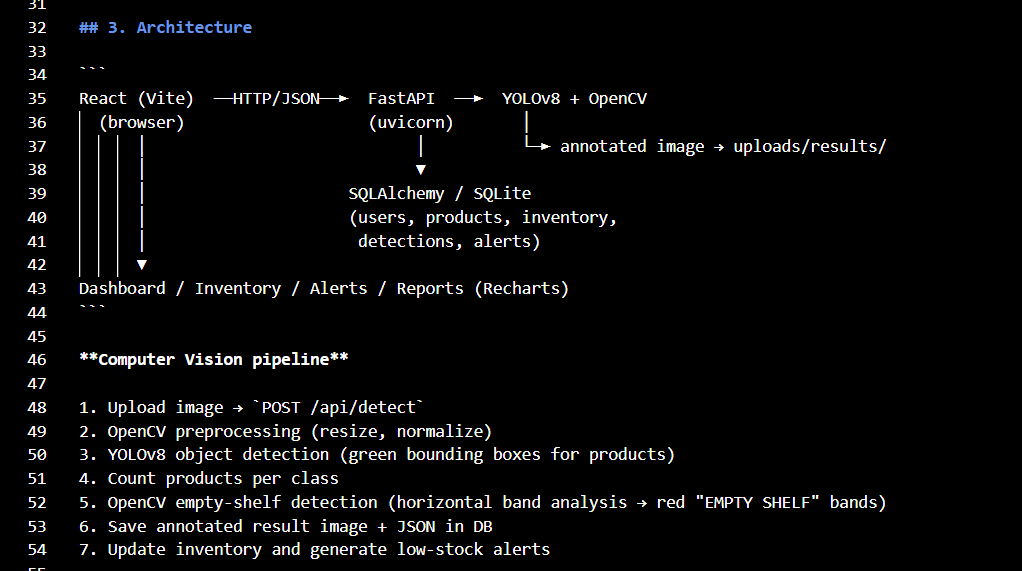 31
32 ## 3. Architecture
33
34 ```
35 React (Vite) ──HTTP/JSON──► FastAPI ──► YOLOv8 + OpenCV
36 │ (browser) (uvicorn) │
37 │ │ │ │ │ └─► annotated image → uploads/results/
38 │ │ │ │ ▼
39 │ │ │ │ SQLAlchemy / SQLite
40 │ │ │ │ (users, products, inventory,
41 │ │ │ │ detections, alerts)
42 │ │ │ ▼
43 Dashboard / Inventory / Alerts / Reports (Recharts)
44 ```
45
46 **Computer Vision pipeline**
47
48 1. Upload image → `POST /api/detect`
49 2. OpenCV preprocessing (resize, normalize)
50 3. YOLOv8 object detection (green bounding boxes for products)
51 4. Count products per class
52 5. OpenCV empty-shelf detection (horizontal band analysis → red "EMPTY SHELF" bands)
53 6. Save annotated result image + JSON in DB
54 7. Update inventory and generate low-stock alerts